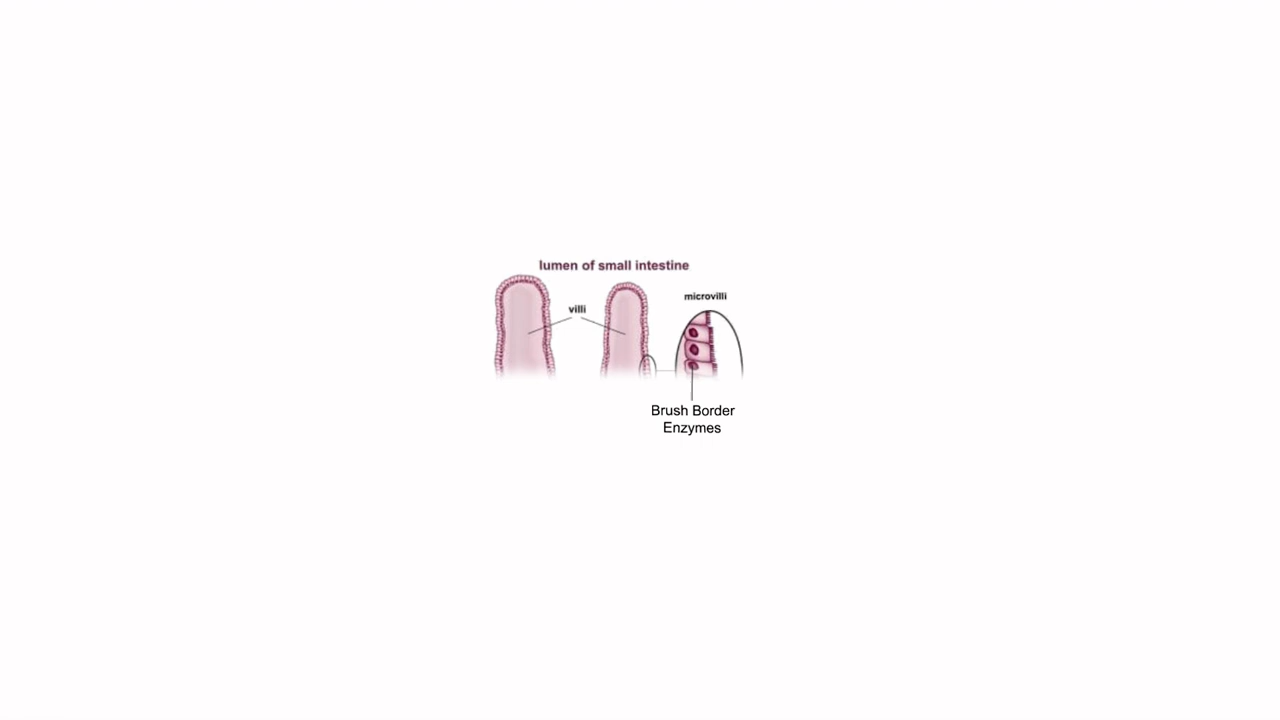 lumen of small intestine
microvilli
villi
Brush Border
Enzymes